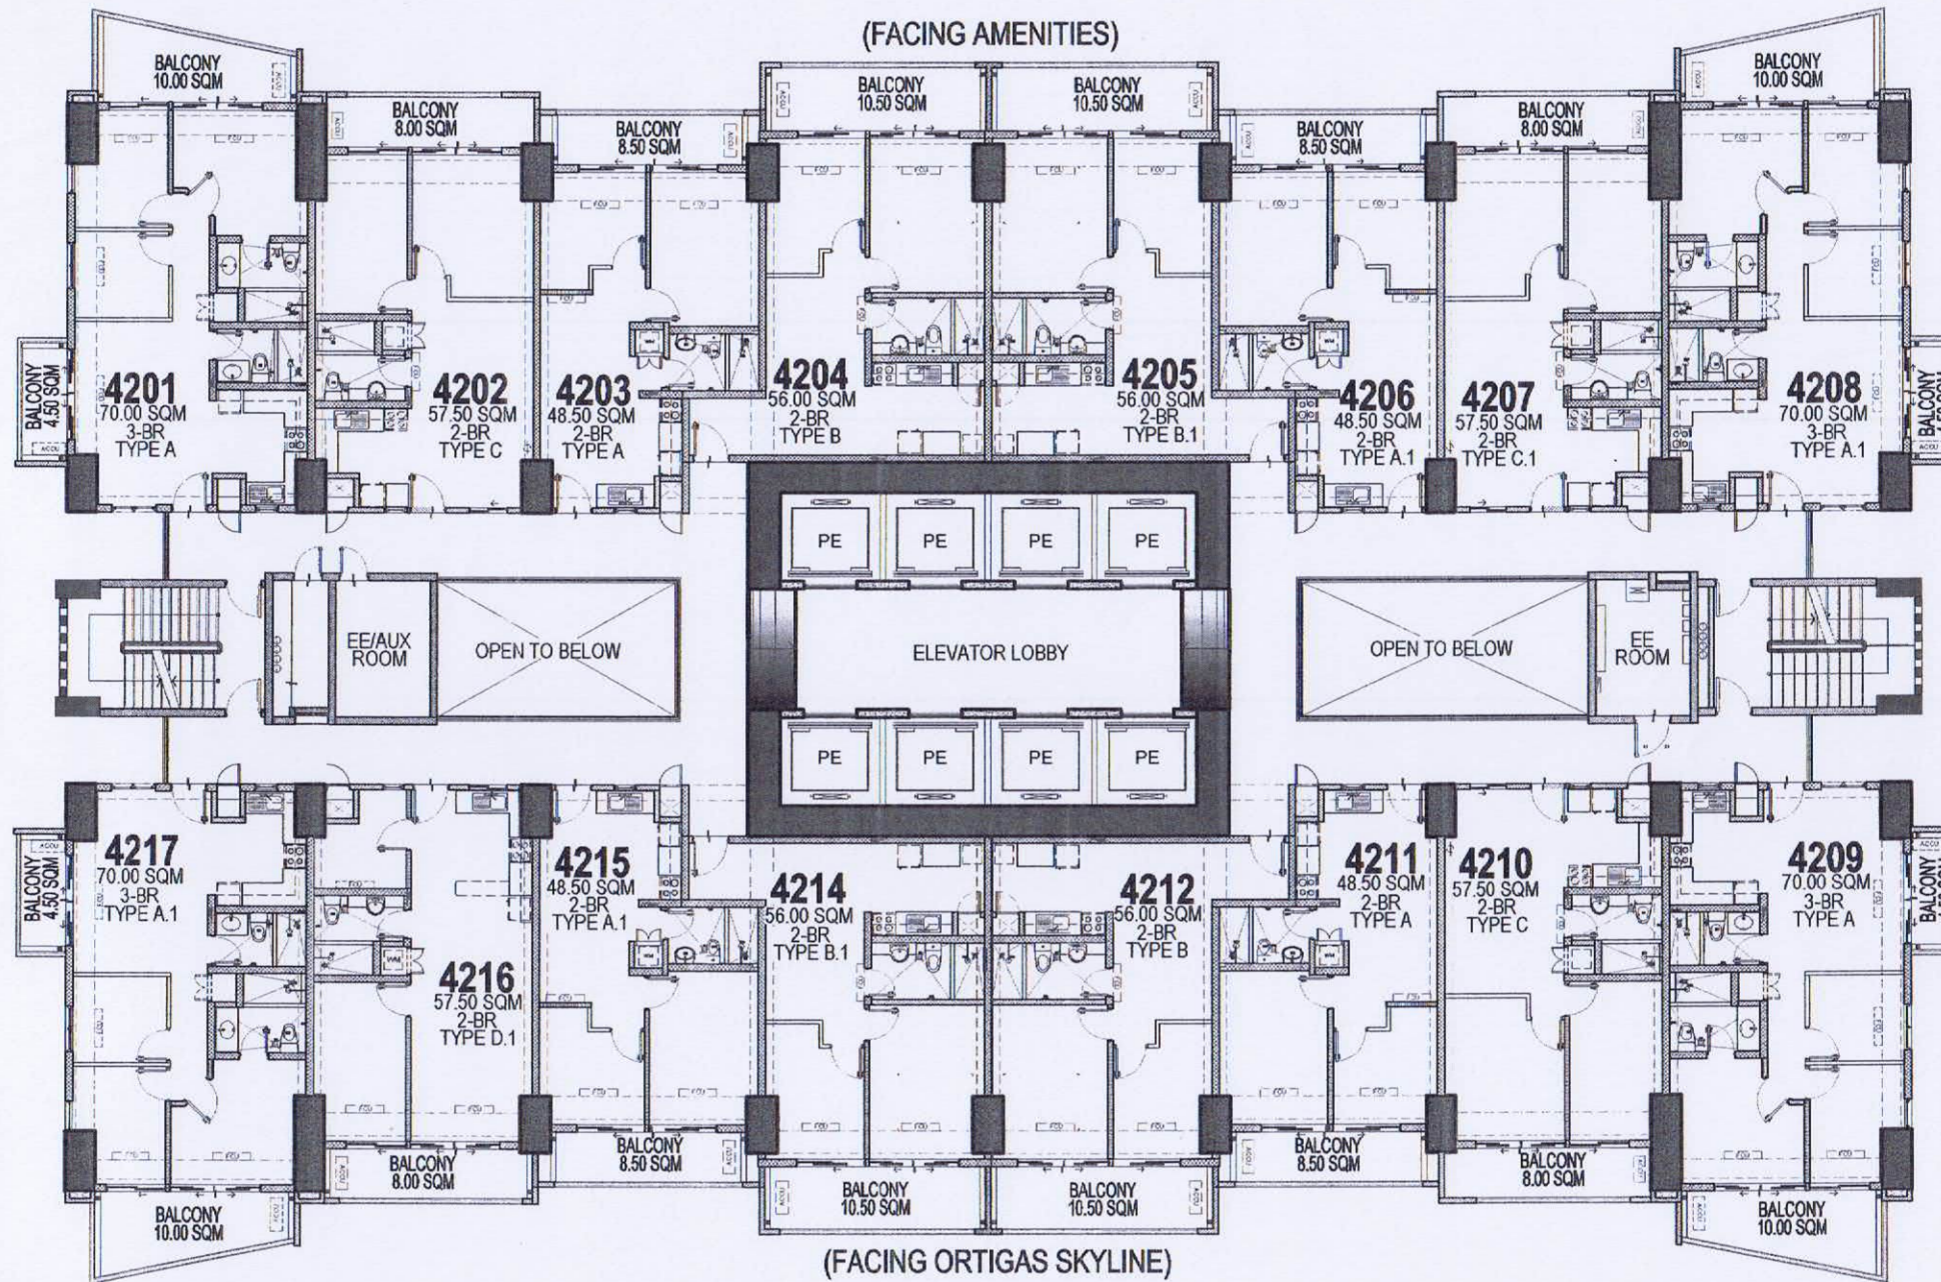 (FACING AMENITIES)
BALCONY
10.00 SQM
BALCONY
8.00 SQM
BALCONY
8.50 SQM
BALCONY
10.50 SQM
BALCONY
10.50 SQM
BALCONY
8.50 SQM
BALCONY
8.00 SQM
BALCONY
10.00 SQM
BALCONY
4.50 SQM
4201
70.00 SQM
3-BR
TYPE A
4202
57.50 SQM
2-BR
TYPE C
4203
48.50 SQM
2-BR
TYPE A
4204
56.00 SQM
2-BR
TYPE B
4205
56.00 SQM
2-BR
TYPE B.1
4206
48.50 SQM
2-BR
TYPE A.1
4207
57.50 SQM
2-BR
TYPE C.1
4208
70.00 SQM
3-BR
TYPE A.1
BALCONY
PE
PE
PE
PE
EE/AUX
ROOM
OPEN TO BELOW
ELEVATOR LOBBY
OPEN TO BELOW
EE
ROOM
PE
PE
PE
PE
BALCONY
4.50 SQM
4217
70.00 SQM
3-BR
TYPE A.1
4216
57.50 SQM
2-BR
TYPE D.1
4215
48.50 SQM
2-BR
TYPE A.1
4214
56.00 SQM
2-BR
TYPE B.1
4212
56.00 SQM
2-BR
TYPE B
4211
48.50 SQM
2-BR
TYPE A
4210
57.50 SQM
2-BR
TYPE C
4209
70.00 SQM
3-BR
TYPE A
BALCONY
BALCONY
10.00 SQM
BALCONY
8.00 SQM
BALCONY
8.50 SQM
BALCONY
10.50 SQM
BALCONY
10.50 SQM
BALCONY
8.50 SQM
BALCONY
8.00 SQM
BALCONY
10.00 SQM
(FACING ORTIGAS SKYLINE)